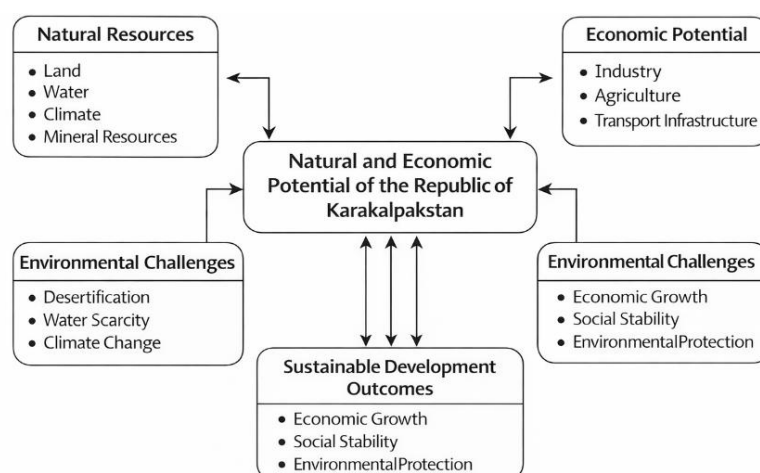 Natural Resources
• Land
• Water
• Climate
• Mineral Resources
Economic Potential
• Industry
• Agriculture
• Transport Infrastructure
Natural and Economic
Potential of the Republic of
Karakalpakstan
Environmental Challenges
• Desertification
• Water Scarcity
• Climate Change
Environmental Challenges
• Economic Growth
• Social Stability
• EnvironmentalProtection
Sustainable Development
Outcomes
• Economic Growth
• Social Stability
• EnvironmentalProtection